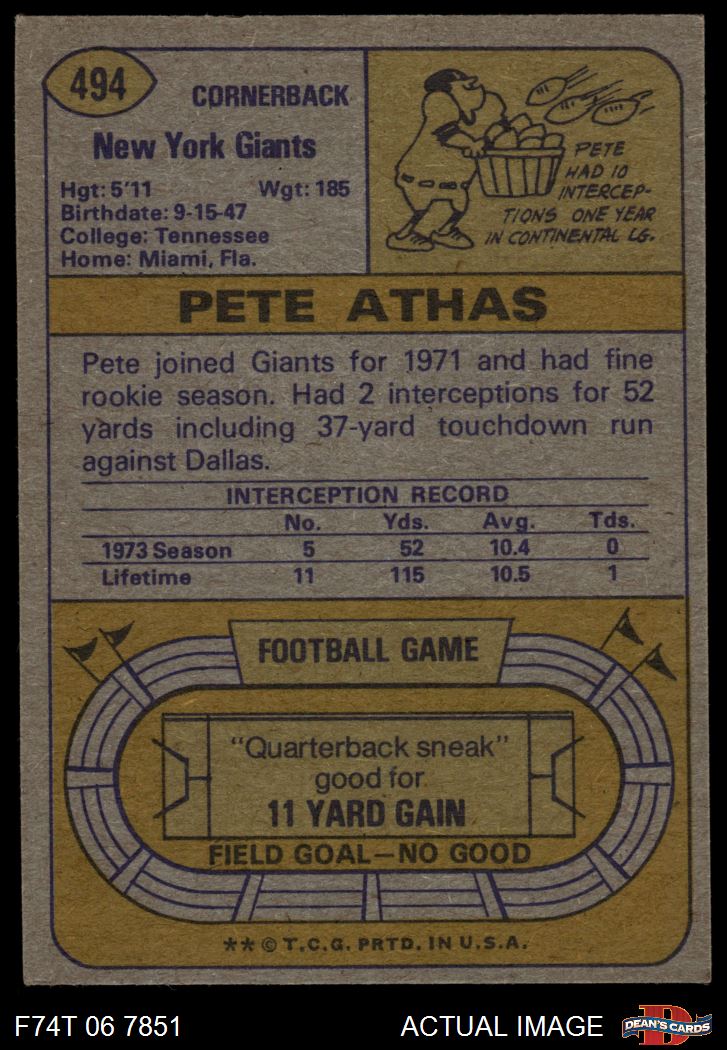 494
CORNERBACK
New York Giants
Hgt: 5'11 Wgt: 185
Birthdate: 9-15-47
College: Tennessee
Home: Miami, Fla.
PETE
HAD 10
INTERCEP-
TIONS ONE YEAR
IN CONTINENTAL LG.
PETE ATHAS
Pete joined Giants for 1971 and had fine
rookie season. Had 2 interceptions for 52
yards including 37-yard touchdown run
against Dallas.
INTERCEPTION RECORD
No. Yds. Avg. Tds.
1973 Season 5 52 10.4 0
Lifetime 11 115 10.5 1
FOOTBALL GAME
"Quarterback sneak"
good for
11 YARD GAIN
FIELD GOAL—NO GOOD
** © T.C.G. PRTD. IN U.S.A.
F74T 06 7851 ACTUAL IMAGE
D
DEAN'S CARDS